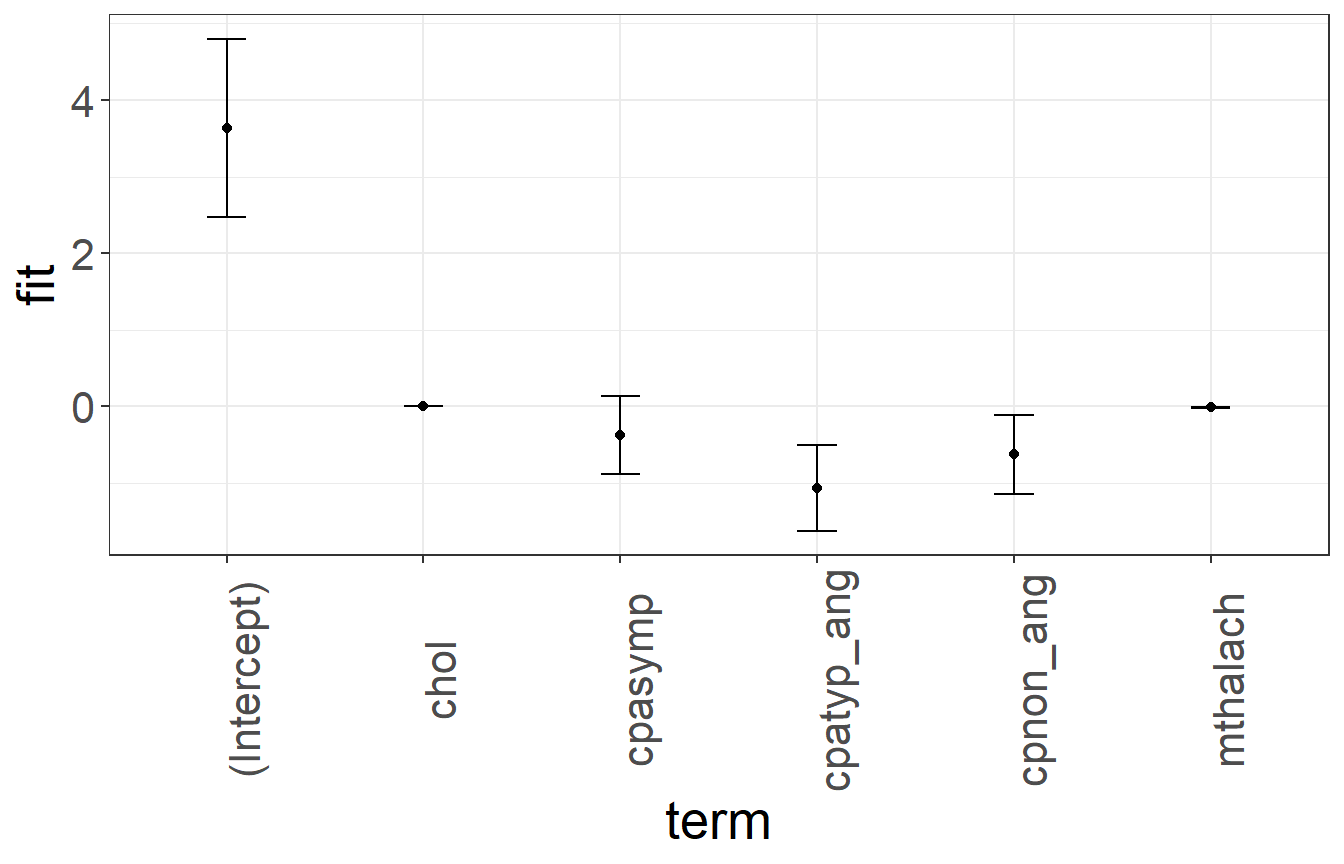 fit
4
2
0
(Intercept)
chol
cpasymp
cpatyp_ang
cpnon_ang
mthalach
term